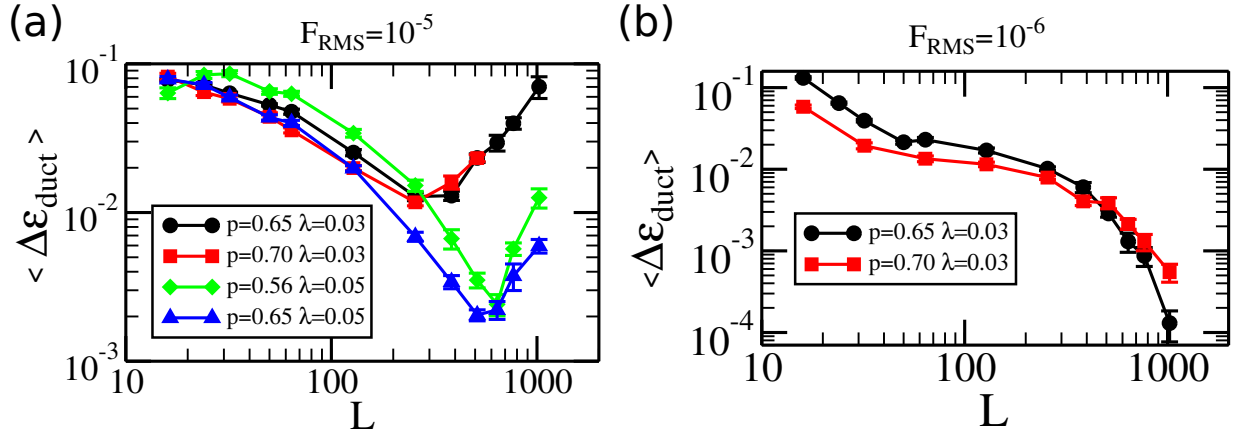 (a)
F_RMS=10^-5
< Δε_duct >
10^-1
10^-2
10^-3
p=0.65 λ=0.03
p=0.70 λ=0.03
p=0.56 λ=0.05
p=0.65 λ=0.05
10 100 1000
L
(b)
F_RMS=10^-6
<Δε_duct>
10^-1
10^-2
10^-3
10^-4
p=0.65 λ=0.03
p=0.70 λ=0.03
10 100 1000
L